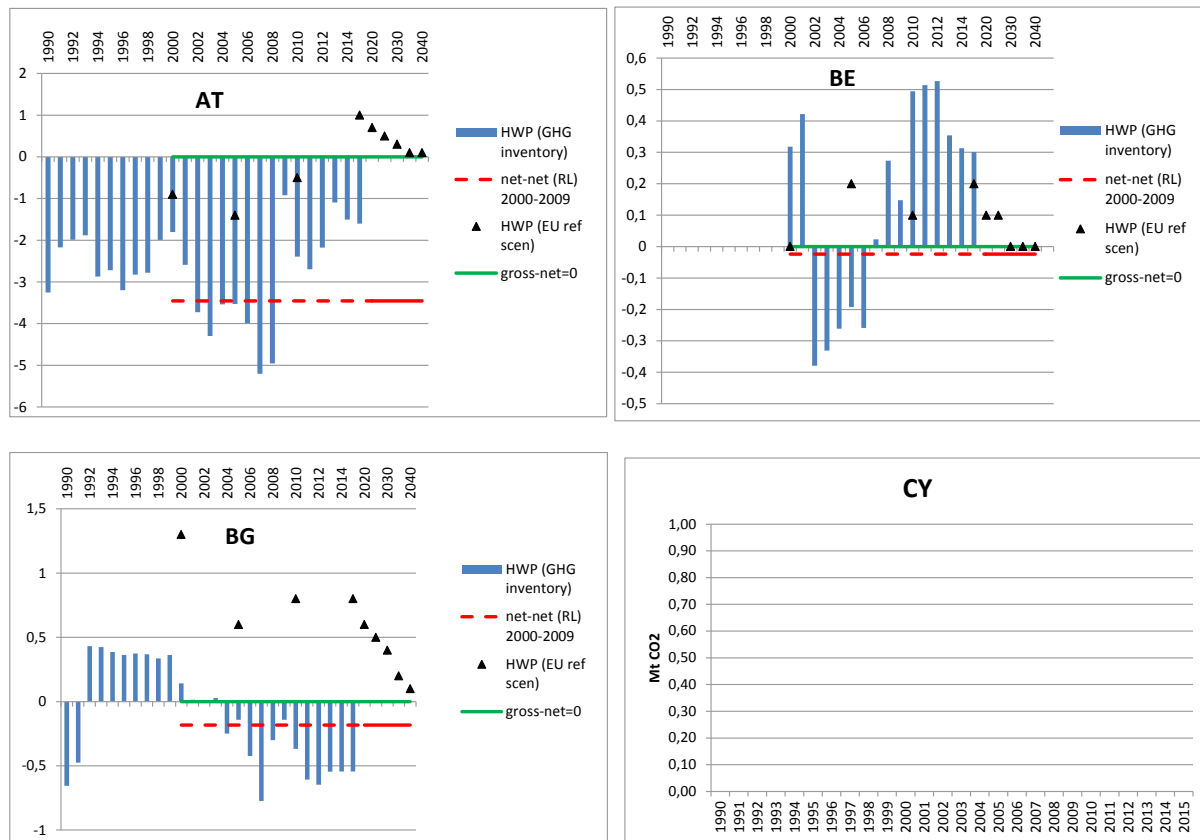 1990 1992 1994 1996 1998 2000 2002 2004 2006 2008 2010 2012 2014 2020 2030 2040
AT
2
1
0
-1
-2
-3
-4
-5
-6
HWP (GHG
inventory)
net-net (RL)
2000-2009
HWP (EU ref
scen)
gross-net=0
1990 1992 1994 1996 1998 2000 2002 2004 2006 2008 2010 2012 2014 2020 2030 2040
BE
0,6
0,5
0,4
0,3
0,2
0,1
0
-0,1
-0,2
-0,3
-0,4
-0,5
HWP (GHG
inventory)
net-net (RL)
2000-2009
HWP (EU ref
scen)
gross-net=0
1990 1992 1994 1996 1998 2000 2002 2004 2006 2008 2010 2012 2014 2020 2030 2040
BG
1,5
1
0,5
0
-0,5
-1
HWP (GHG
inventory)
net-net (RL)
2000-2009
HWP (EU ref
scen)
gross-net=0
CY
Mt CO2
1,00
0,90
0,80
0,70
0,60
0,50
0,40
0,30
0,20
0,10
0,00
1990 1991 1992 1993 1994 1995 1996 1997 1998 1999 2000 2001 2002 2003 2004 2005 2006 2007 2008 2009 2010 2011 2012 2013 2014 2015